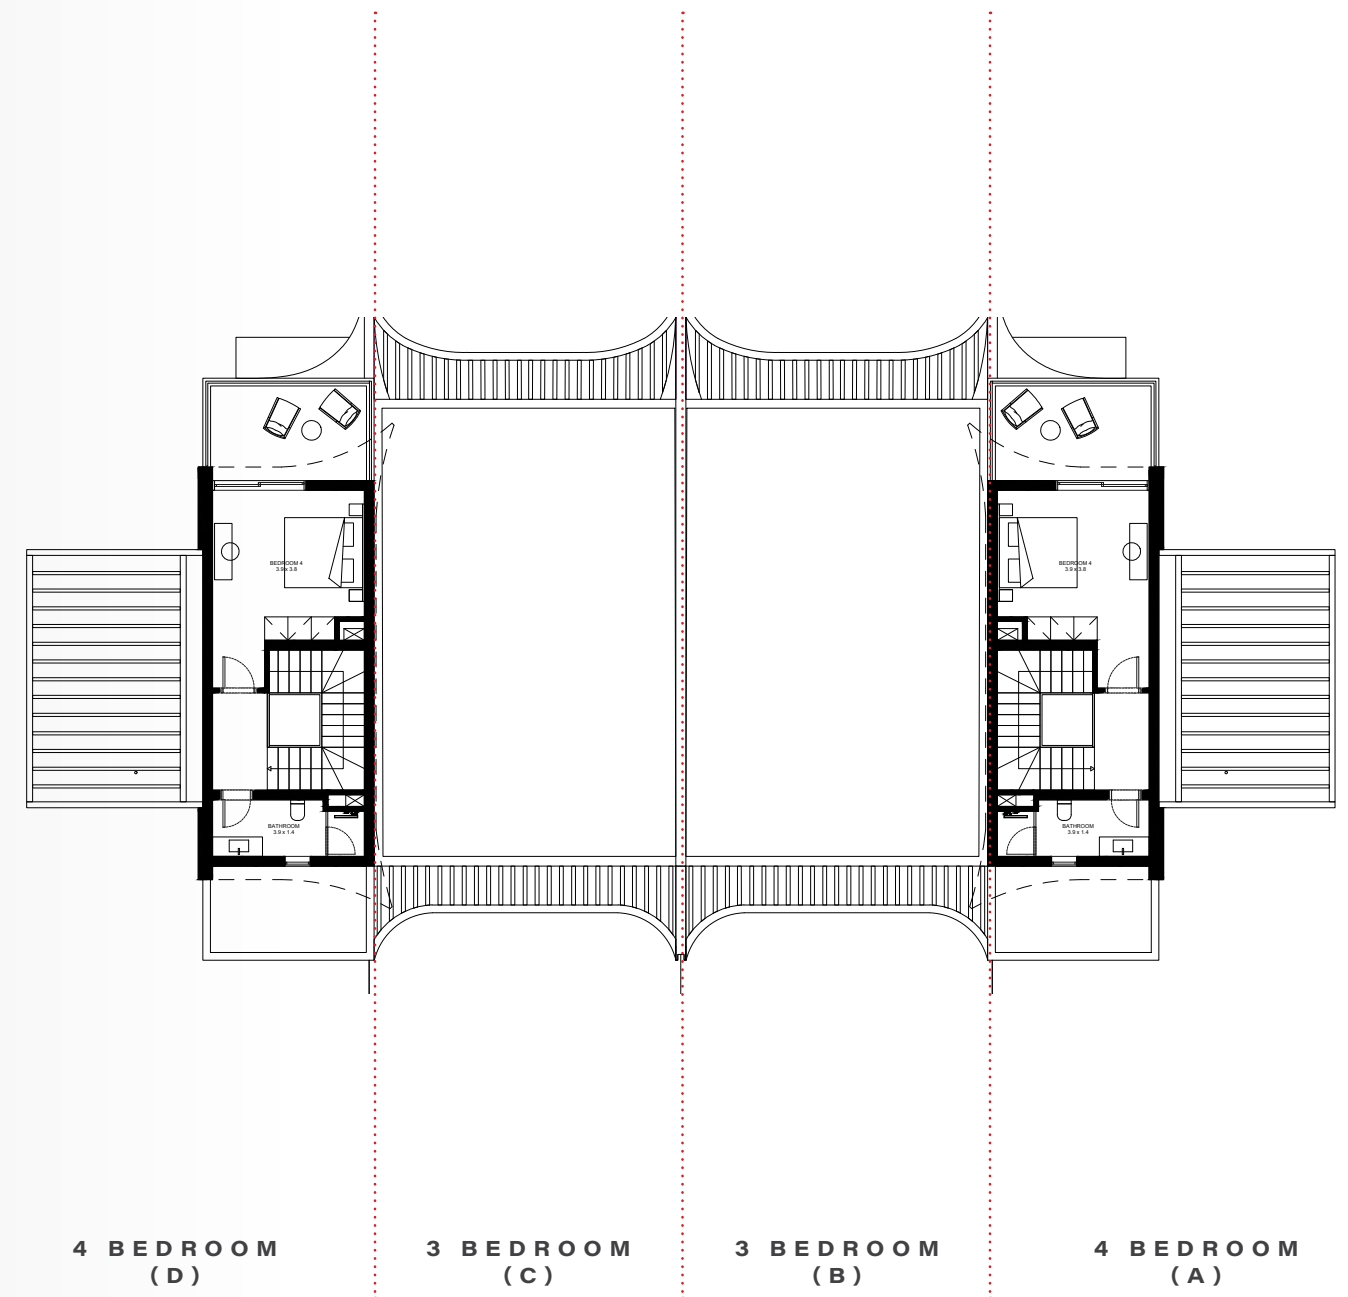 BEDROOM 4
3.9 x 3.8
BEDROOM 4
3.9 x 3.8
BATHROOM
3.9 x 1.4
BATHROOM
3.9 x 1.4
4 BEDROOM
(D)
3 BEDROOM
(C)
3 BEDROOM
(B)
4 BEDROOM
(A)